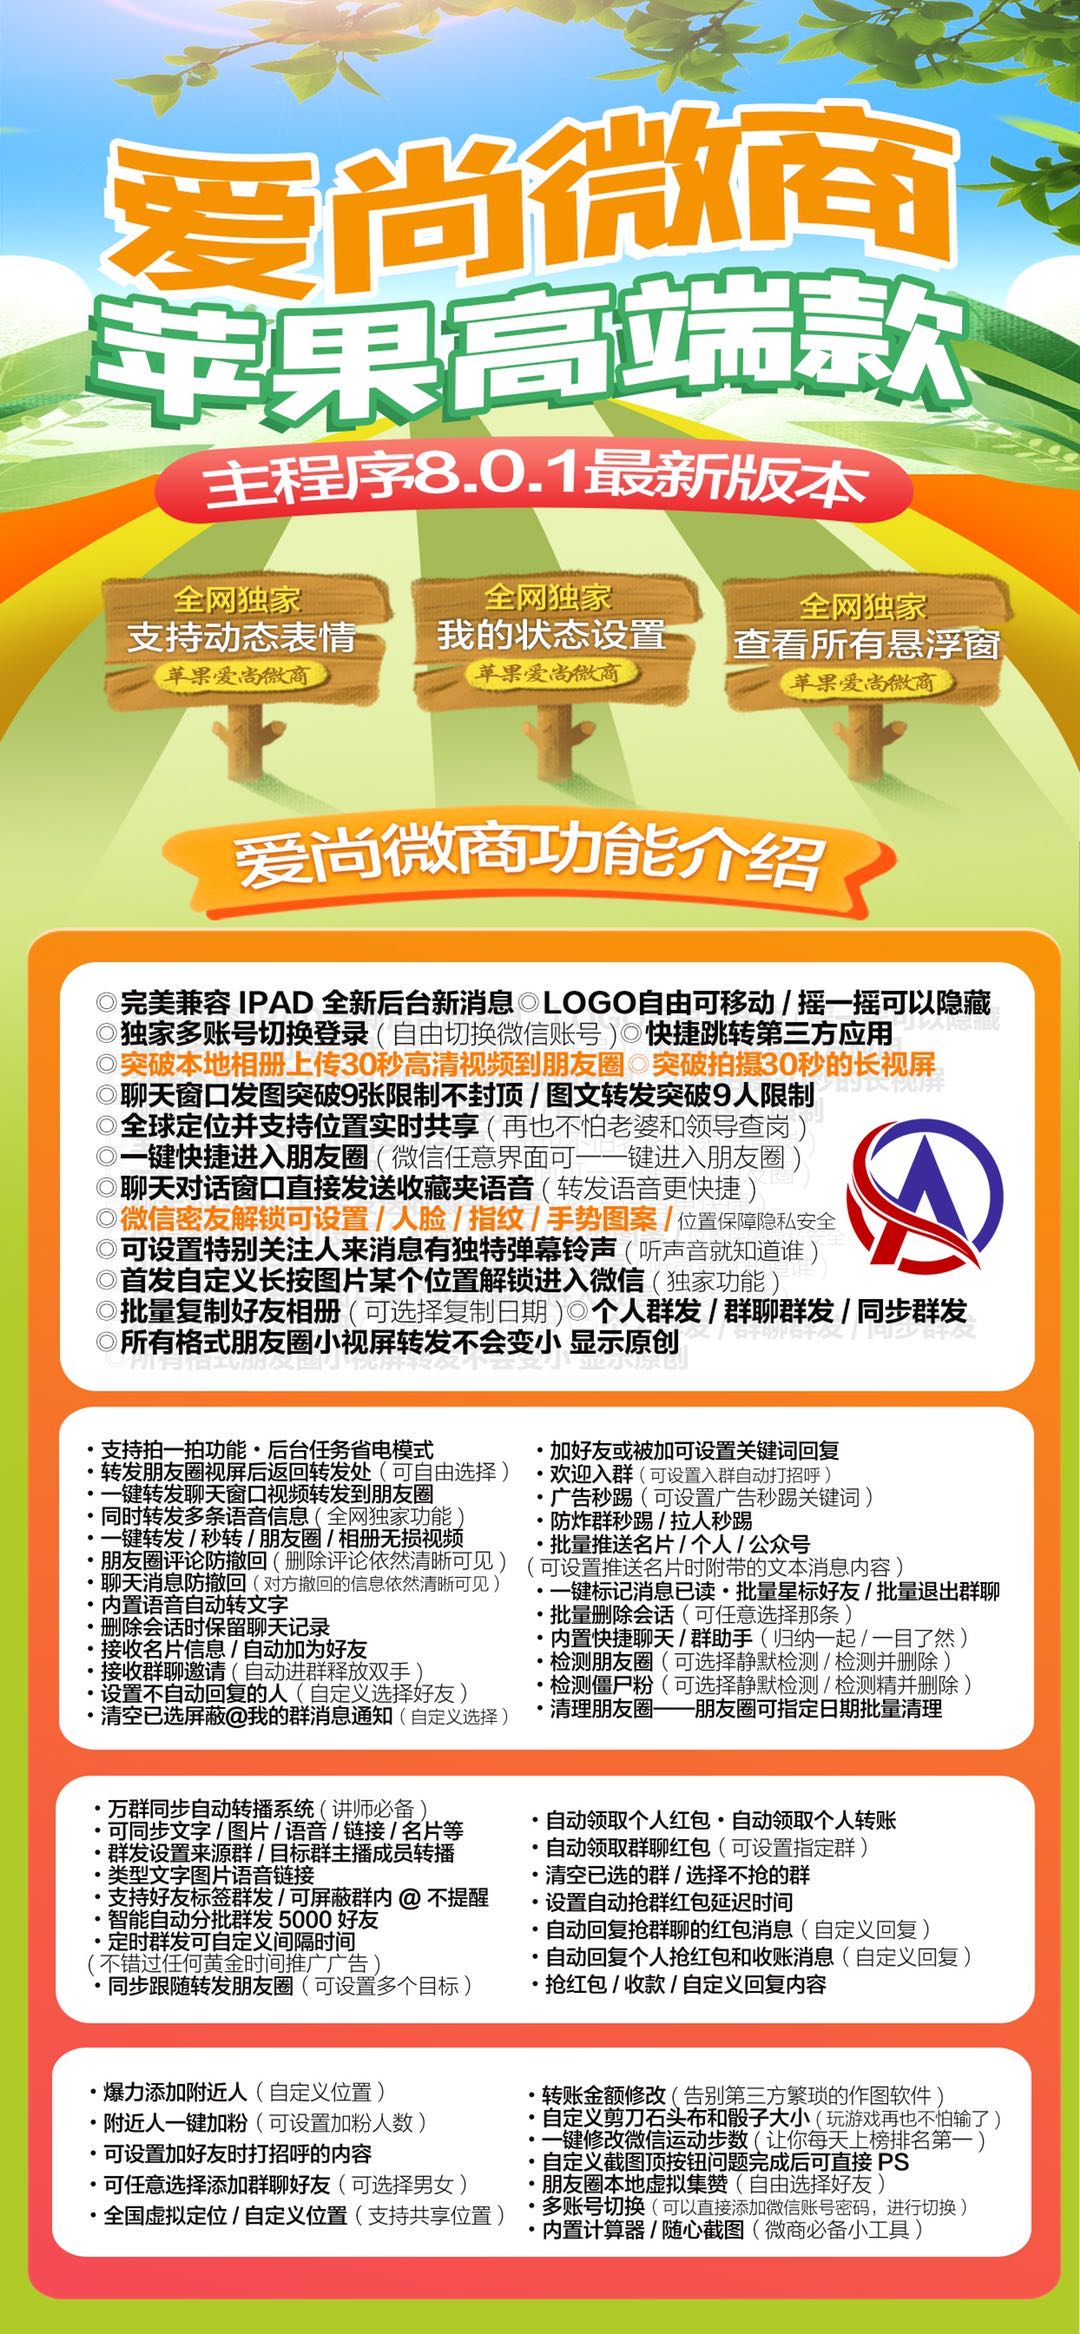 爱尚微商
苹果高端款
主程序8.0.1最新版本
全网独家
支持动态表情
苹果爱尚微商
全网独家
我的状态设置
苹果爱尚微商
全网独家
查看所有悬浮窗
苹果爱尚微商
爱尚微商功能介绍
◎完美兼容 IPAD 全新后台新消息◎LOGO自由可移动 / 摇一摇可以隐藏
◎独家多账号切换登录（自由切换微信账号）◎快捷跳转第三方应用
◎突破本地相册上传30秒高清视频到朋友圈◎突破拍摄30秒的长视屏
◎聊天窗口发图突破9张限制不封顶 / 图文转发突破9人限制
◎全球定位并支持位置实时共享（再也不怕老婆和领导查岗）
◎一键快捷进入朋友圈（微信任意界面可一一键进入朋友圈）
◎聊天对话窗口直接发送收藏夹语音（转发语音更快捷）
◎微信密友解锁可设置 / 人脸 / 指纹 / 手势图案 / 位置保障隐私安全
◎可设置特别关注人来消息有独特弹幕铃声（听声音就知道谁）
◎首发自定义长按图片某个位置解锁进入微信（独家功能）
◎批量复制好友相册（可选择复制日期）◎个人群发 / 群聊群发 / 同步群发
◎所有格式朋友圈小视屏转发不会变小 显示原创
・支持拍一拍功能・后台任务省电模式
・转发朋友圈视屏后返回转发处（可自由选择）
・一键转发聊天窗口视频转发到朋友圈
・同时转发多条语音信息（全网独家功能）
・一键转发 / 秒转 / 朋友圈 / 相册无损视频
・朋友圈评论防撤回（删除评论依然清晰可见）
・聊天消息防撤回（对方撤回的信息依然清晰可见）
・内置语音自动转文字
・删除会话时保留聊天记录
・接收名片信息 / 自动加为好友
・接收群聊邀请（自动进群释放双手）
・设置不自动回复的人（自定义选择好友）
・清空已选屏蔽@我的群消息通知（自定义选择）
・加好友或被加可设置关键词回复
・欢迎入群（可设置入群自动打招呼）
・广告秒踢（可设置广告秒踢关键词）
・防炸群秒踢 / 拉人秒踢
・批量推送名片 / 个人 / 公众号
（可设置推送名片时附带的文本消息内容）
・一键标记消息已读・批量星标好友 / 批量退出群聊
・批量删除会话（可任意选择那条）
・内置快捷聊天 / 群助手（归纳一起 / 一目了然）
・检测朋友圈（可选择静默检测 / 检测并删除）
・检测僵尸粉（可选择静默检测 / 检测精并删除）
・清理朋友圈——朋友圈可指定日期批量清理
・万群同步自动转播系统（讲师必备）
・可同步文字 / 图片 / 语音 / 链接 / 名片等
・群发设置来源群 / 目标群主播成员转播
・类型文字图片语音链接
・支持好友标签群发 / 可屏蔽群内 @ 不提醒
・智能自动分批群发 5000 好友
・定时群发可自定义间隔时间
（不错过任何黄金时间推广广告）
・同步跟随转发朋友圈（可设置多个目标）
・自动领取个人红包・自动领取个人转账
・自动领取群聊红包（可设置指定群）
・清空已选的群 / 选择不抢的群
・设置自动抢群红包延迟时间
・自动回复抢群聊的红包消息（自定义回复）
・自动回复个人抢红包和收账消息（自定义回复）
・抢红包 / 收款 / 自定义回复内容
・爆力添加附近人（自定义位置）
・附近人一键加粉（可设置加粉人数）
・可设置加好友时打招呼的内容
・可任意选择添加群聊好友（可选择男女）
・全国虚拟定位 / 自定义位置（支持共享位置）
・转账金额修改（告别第三方繁琐的作图软件）
・自定义剪刀石头布和骰子大小（玩游戏再也不怕输了）
・一键修改微信运动步数（让你每天上榜排名第一）
・自定义截图顶按钮问题完成后可直接 PS
・朋友圈本地虚拟集赞（自由选择好友）
・多账号切换（可以直接添加微信账号密码，进行切换）
・内置计算器 / 随心截图（微商必备小工具）